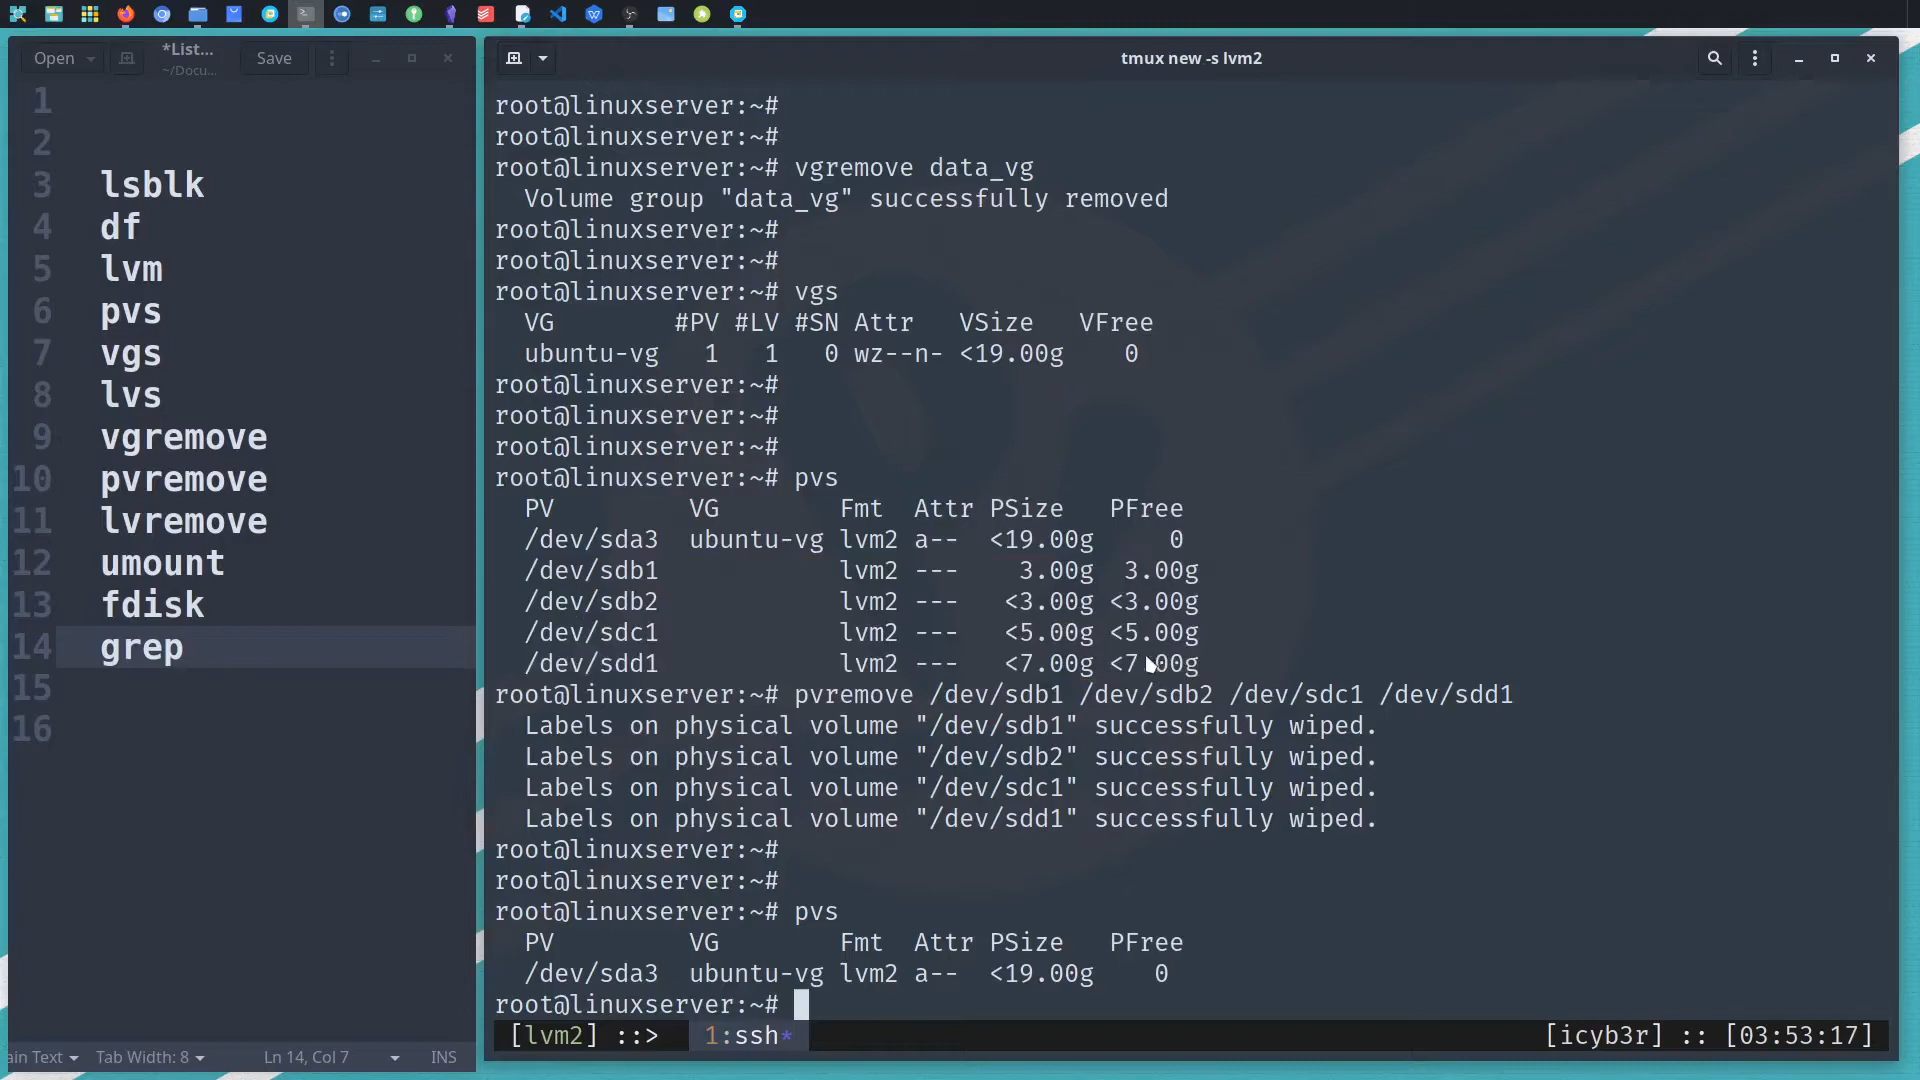 Open
*List...
~/Docu...
Save
1
2
3 lsblk
4 df
5 lvm
6 pvs
7 vgs
8 lvs
9 vgremove
10 pvremove
11 lvremove
12 umount
13 fdisk
14 grep
15
16
ain Text Tab Width: 8 Ln 14, Col 7 INS
tmux new -s lvm2
root@linuxserver:~#
root@linuxserver:~#
root@linuxserver:~# vgremove data_vg
Volume group "data_vg" successfully removed
root@linuxserver:~#
root@linuxserver:~#
root@linuxserver:~# vgs
VG #PV #LV #SN Attr VSize VFree
ubuntu-vg 1 1 0 wz--n- <19.00g 0
root@linuxserver:~#
root@linuxserver:~#
root@linuxserver:~#
root@linuxserver:~# pvs
PV VG Fmt Attr PSize PFree
/dev/sda3 ubuntu-vg lvm2 a-- <19.00g 0
/dev/sdb1 lvm2 --- 3.00g 3.00g
/dev/sdb2 lvm2 --- <3.00g <3.00g
/dev/sdc1 lvm2 --- <5.00g <5.00g
/dev/sdd1 lvm2 --- <7.00g <7.00g
root@linuxserver:~# pvremove /dev/sdb1 /dev/sdb2 /dev/sdc1 /dev/sdd1
Labels on physical volume "/dev/sdb1" successfully wiped.
Labels on physical volume "/dev/sdb2" successfully wiped.
Labels on physical volume "/dev/sdc1" successfully wiped.
Labels on physical volume "/dev/sdd1" successfully wiped.
root@linuxserver:~#
root@linuxserver:~#
root@linuxserver:~# pvs
PV VG Fmt Attr PSize PFree
/dev/sda3 ubuntu-vg lvm2 a-- <19.00g 0
root@linuxserver:~#
[lvm2] ::> 1:ssh* [icyb3r] :: [03:53:17]